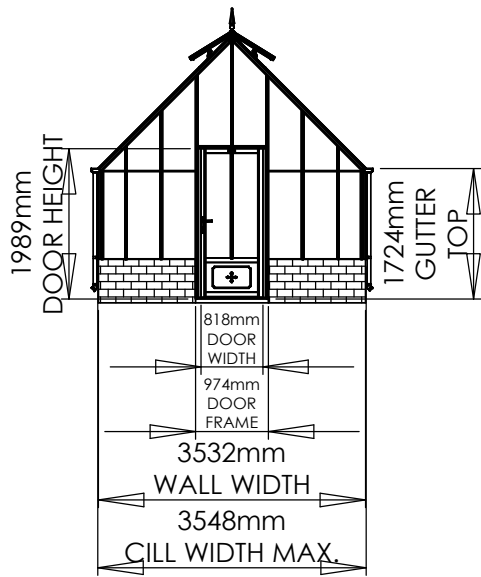 1989mm
DOOR HEIGHT
1724mm
GUTTER
TOP
818mm
DOOR
WIDTH
974mm
DOOR
FRAME
3532mm
WALL WIDTH
3548mm
CILL WIDTH MAX.